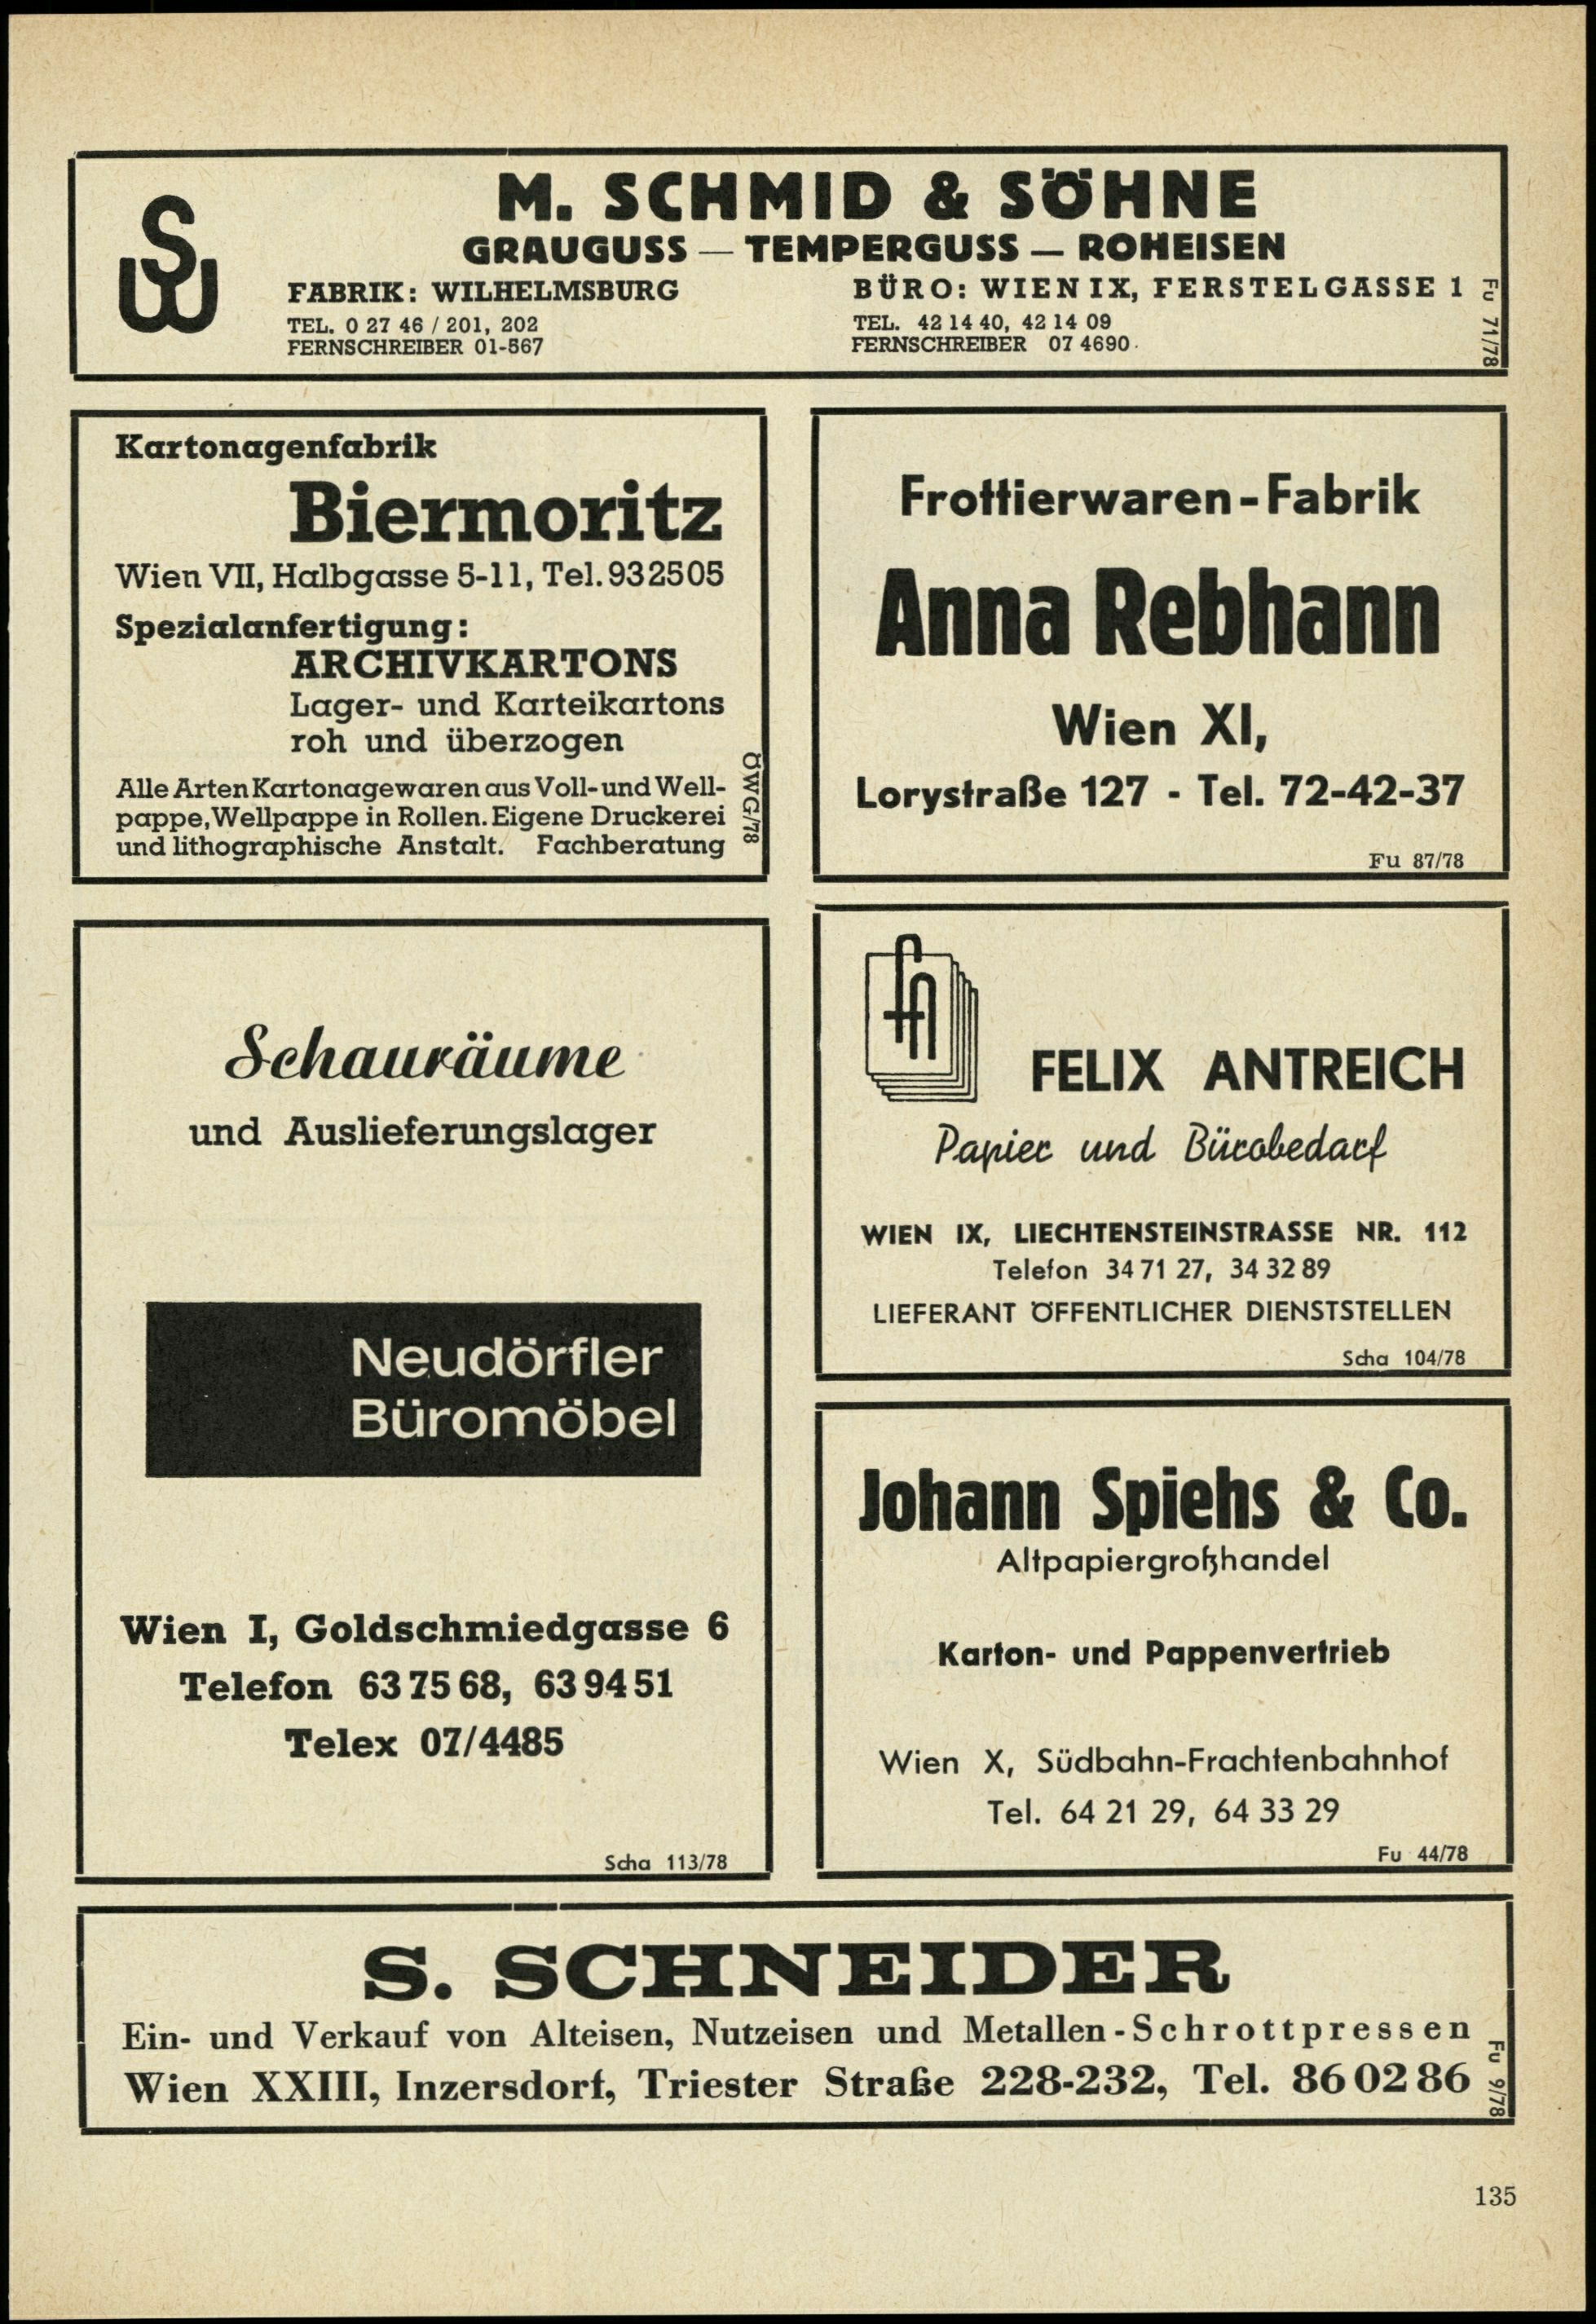 M. SCHMID & SÖHNE
GRAUGUSS — TEMPERGUSS — ROHEISEN
FABRIK: WILHELMSBURG
TEL. 0 27 46 / 201, 202
FERNSCHREIBER 01-567
BÜRO: WIEN IX, FERSTELGASSE 1
TEL. 42 14 40, 42 14 09
FERNSCHREIBER 07 4690
Fu 71/78
Kartonagenfabrik
Biermoritz
Wien VII, Halbgasse 5-11, Tel. 932505
Spezialanfertigung:
ARCHIVKARTONS
Lager- und Karteikartons
roh und überzogen
Alle Arten Kartonagewaren aus Voll- und Well-
pappe, Wellpappe in Rollen. Eigene Druckerei
und lithographische Anstalt. Fachberatung
ÖWG/78
Frottierwaren-Fabrik
Anna Rebhann
Wien XI,
Lorystraße 127 - Tel. 72-42-37
Fu 87/78
Schauräume
und Auslieferungslager
Neudörfler
Büromöbel
Wien I, Goldschmiedgasse 6
Telefon 63 75 68, 63 94 51
Telex 07/4485
Scha 113/78
fa
FELIX ANTREICH
Papier und Bürobedarf
WIEN IX, LIECHTENSTEINSTRASSE NR. 112
Telefon 34 71 27, 34 32 89
LIEFERANT ÖFFENTLICHER DIENSTSTELLEN
Scha 104/78
Johann Spiehs & Co.
Altpapiergroßhandel
Karton- und Pappenvertrieb
Wien X, Südbahn-Frachtenbahnhof
Tel. 64 21 29, 64 33 29
Fu 44/78
S. SCHNEIDER
Ein- und Verkauf von Alteisen, Nutzeisen und Metallen - Schrottpressen
Wien XXIII, Inzersdorf, Triester Straße 228-232, Tel. 86 02 86
Fu 9/78
135